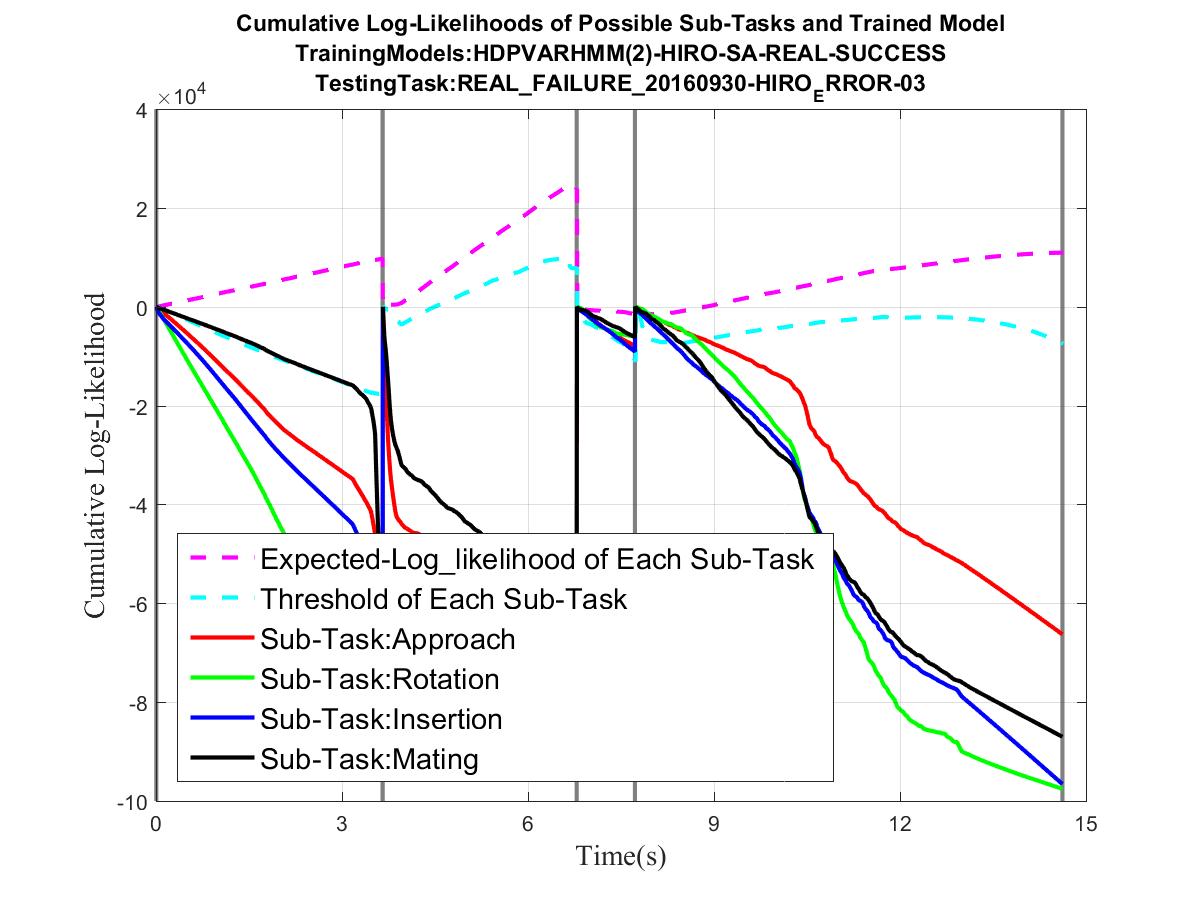 Cumulative Log-Likelihoods of Possible Sub-Tasks and Trained Model
TrainingModels:HDPVARHMM(2)-HIRO-SA-REAL-SUCCESS
TestingTask:REAL_FAILURE_20160930-HIRO_ERROR-03
×10⁴
4
2
0
-2
-4
-6
-8
-10
Cumulative Log-Likelihood
Expected-Log_likelihood of Each Sub-Task
Threshold of Each Sub-Task
Sub-Task:Approach
Sub-Task:Rotation
Sub-Task:Insertion
Sub-Task:Mating
0 3 6 9 12 15
Time(s)